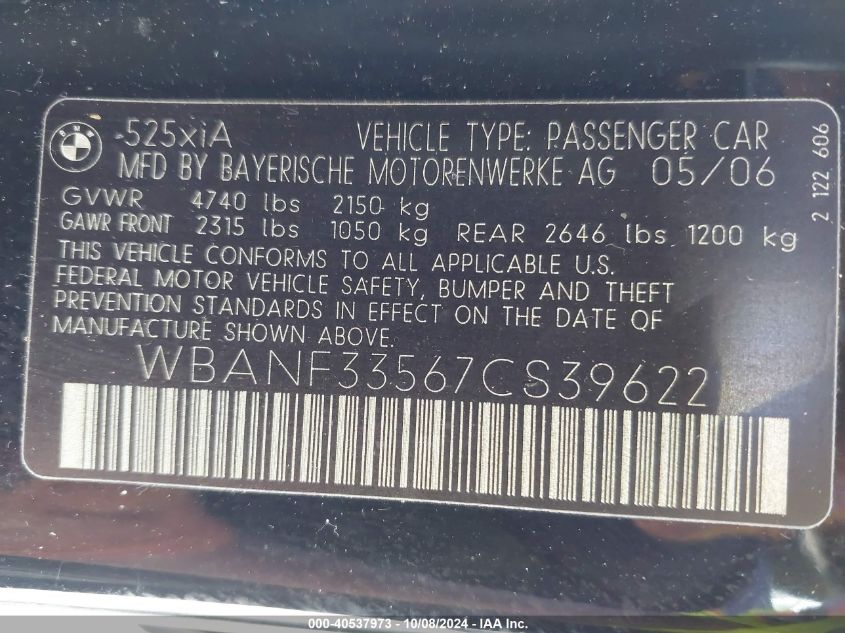 BMW
-525xiA VEHICLE TYPE: PASSENGER CAR
MFD BY BAYERISCHE MOTORENWERKE AG 05/06
GVWR 4740 lbs 2150 kg
GAWR FRONT 2315 lbs 1050 kg REAR 2646 lbs 1200 kg
THIS VEHICLE CONFORMS TO ALL APPLICABLE U.S.
FEDERAL MOTOR VEHICLE SAFETY, BUMPER AND THEFT
PREVENTION STANDARDS IN EFFECT ON THE DATE OF
MANUFACTURE SHOWN ABOVE.
WBANF33567CS39622
2 122 606
000-40537973 - 10/08/2024 - IAA Inc.